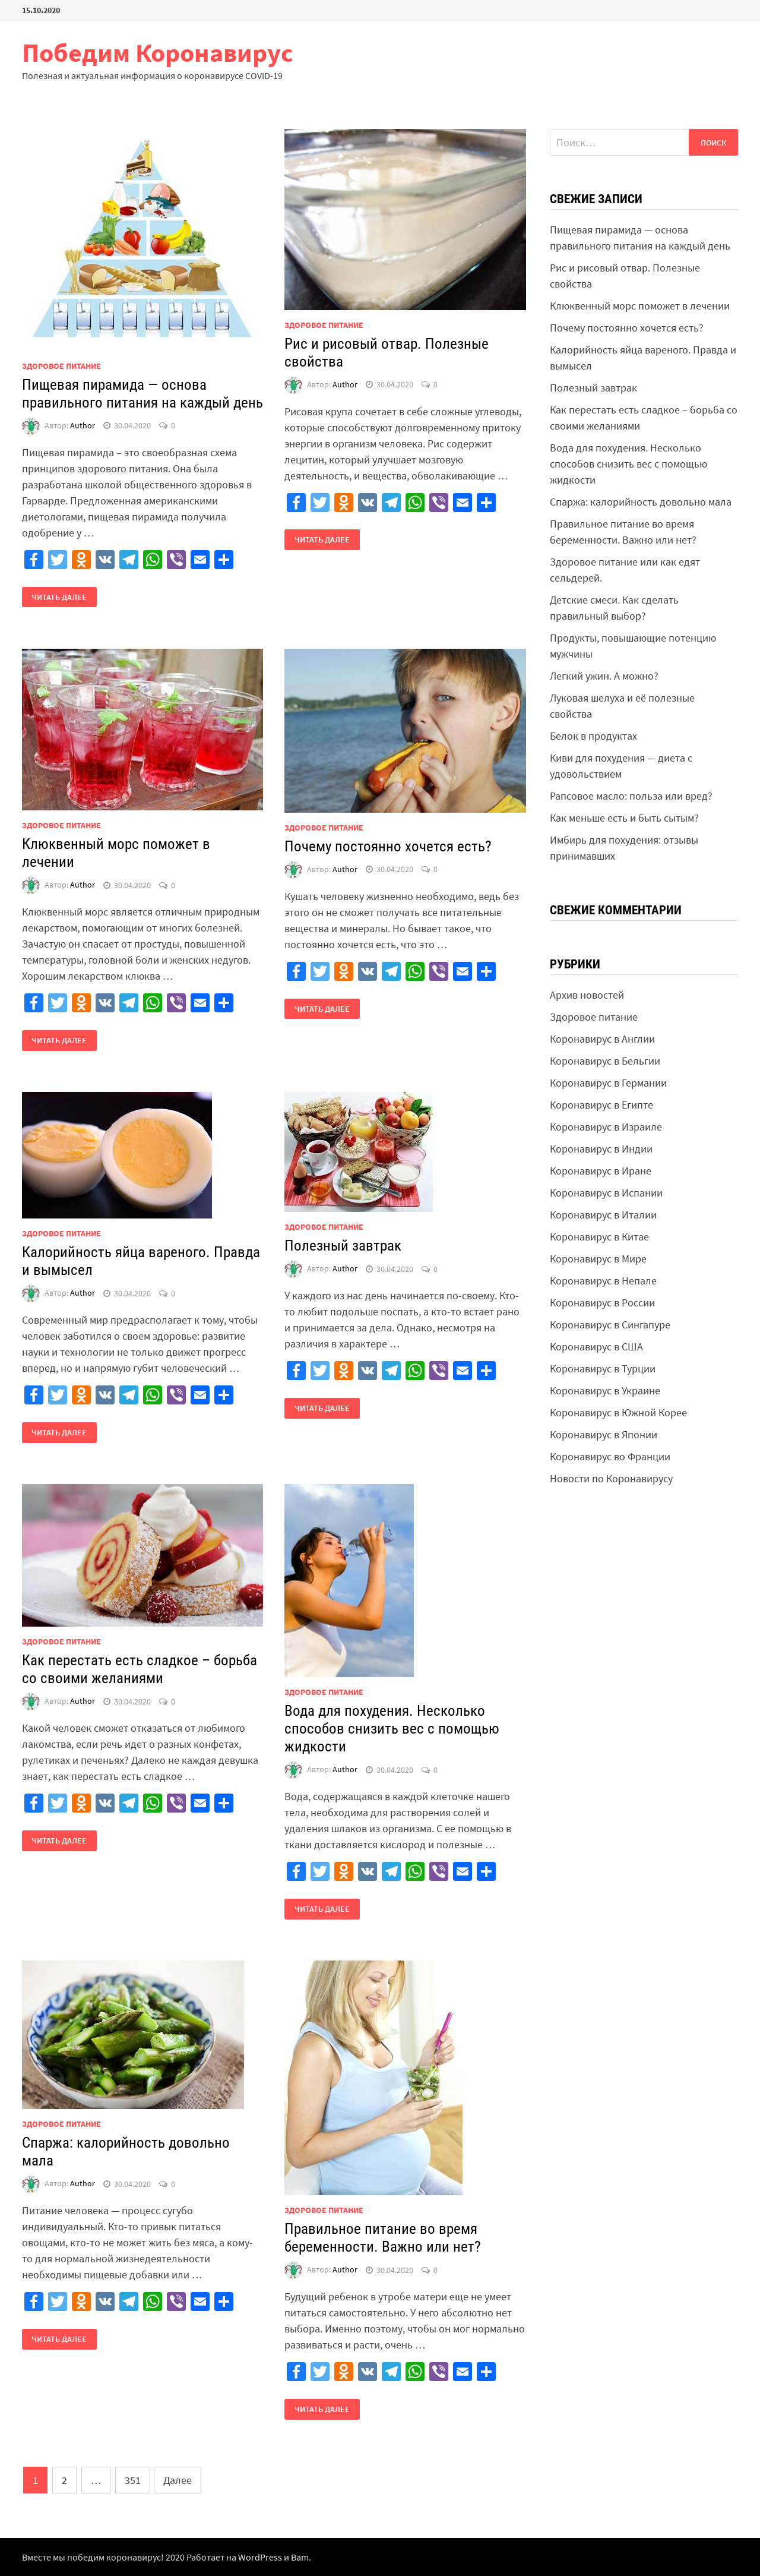 15.10.2020
Победим Коронавирус
Полезная и актуальная информация о коронавирусе COVID-19
ЗДОРОВОЕ ПИТАНИЕ
Пищевая пирамида — основа
правильного питания на каждый день
Автор: Author 30.04.2020 0
Пищевая пирамида – это своеобразная схема
принципов здорового питания. Она была
разработана школой общественного здоровья в
Гарварде. Предложенная американскими
диетологами, пищевая пирамида получила
одобрение у …
ЧИТАТЬ ДАЛЕЕ
ЗДОРОВОЕ ПИТАНИЕ
Рис и рисовый отвар. Полезные
свойства
Автор: Author 30.04.2020 0
Рисовая крупа сочетает в себе сложные углеводы,
которые способствуют долговременному притоку
энергии в организм человека. Рис содержит
лецитин, который улучшает мозговую
деятельность, и вещества, обволакивающие …
ЧИТАТЬ ДАЛЕЕ
ЗДОРОВОЕ ПИТАНИЕ
Клюквенный морс поможет в
лечении
Автор: Author 30.04.2020 0
Клюквенный морс является отличным природным
лекарством, помогающим от многих болезней.
Зачастую он спасает от простуды, повышенной
температуры, головной боли и женских недугов.
Хорошим лекарством клюква …
ЧИТАТЬ ДАЛЕЕ
ЗДОРОВОЕ ПИТАНИЕ
Почему постоянно хочется есть?
Автор: Author 30.04.2020 0
Кушать человеку жизненно необходимо, ведь без
этого он не сможет получать все питательные
вещества и минералы. Но бывает такое, что
постоянно хочется есть, что это …
ЧИТАТЬ ДАЛЕЕ
ЗДОРОВОЕ ПИТАНИЕ
Калорийность яйца вареного. Правда
и вымысел
Автор: Author 30.04.2020 0
Современный мир предрасполагает к тому, чтобы
человек заботился о своем здоровье: развитие
науки и технологии не только движет прогресс
вперед, но и напрямую губит человеческий …
ЧИТАТЬ ДАЛЕЕ
ЗДОРОВОЕ ПИТАНИЕ
Полезный завтрак
Автор: Author 30.04.2020 0
У каждого из нас день начинается по-своему. Кто-
то любит подольше поспать, а кто-то встает рано
и принимается за дела. Однако, несмотря на
различия в характере …
ЧИТАТЬ ДАЛЕЕ
ЗДОРОВОЕ ПИТАНИЕ
Как перестать есть сладкое – борьба
со своими желаниями
Автор: Author 30.04.2020 0
Какой человек сможет отказаться от любимого
лакомства, если речь идет о разных конфетах,
рулетиках и печеньях? Далеко не каждая девушка
знает, как перестать есть сладкое …
ЧИТАТЬ ДАЛЕЕ
ЗДОРОВОЕ ПИТАНИЕ
Вода для похудения. Несколько
способов снизить вес с помощью
жидкости
Автор: Author 30.04.2020 0
Вода, содержащаяся в каждой клеточке нашего
тела, необходима для растворения солей и
удаления шлаков из организма. С ее помощью в
ткани доставляется кислород и полезные …
ЧИТАТЬ ДАЛЕЕ
ЗДОРОВОЕ ПИТАНИЕ
Спаржа: калорийность довольно
мала
Автор: Author 30.04.2020 0
Питание человека — процесс сугубо
индивидуальный. Кто-то привык питаться
овощами, кто-то не может жить без мяса, а кому-
то для нормальной жизнедеятельности
необходимы пищевые добавки или …
ЧИТАТЬ ДАЛЕЕ
ЗДОРОВОЕ ПИТАНИЕ
Правильное питание во время
беременности. Важно или нет?
Автор: Author 30.04.2020 0
Будущий ребенок в утробе матери еще не умеет
питаться самостоятельно. У него абсолютно нет
выбора. Именно поэтому, чтобы он мог нормально
развиваться и расти, очень …
ЧИТАТЬ ДАЛЕЕ
1 2 … 351 Далее
Поиск… ПОИСК
СВЕЖИЕ ЗАПИСИ
Пищевая пирамида — основа
правильного питания на каждый день
Рис и рисовый отвар. Полезные
свойства
Клюквенный морс поможет в лечении
Почему постоянно хочется есть?
Калорийность яйца вареного. Правда и
вымысел
Полезный завтрак
Как перестать есть сладкое – борьба со
своими желаниями
Вода для похудения. Несколько
способов снизить вес с помощью
жидкости
Спаржа: калорийность довольно мала
Правильное питание во время
беременности. Важно или нет?
Здоровое питание или как едят
сельдерей.
Детские смеси. Как сделать
правильный выбор?
Продукты, повышающие потенцию
мужчины
Легкий ужин. А можно?
Луковая шелуха и её полезные
свойства
Белок в продуктах
Киви для похудения — диета с
удовольствием
Рапсовое масло: польза или вред?
Как меньше есть и быть сытым?
Имбирь для похудения: отзывы
принимавших
СВЕЖИЕ КОММЕНТАРИИ
РУБРИКИ
Архив новостей
Здоровое питание
Коронавирус в Англии
Коронавирус в Бельгии
Коронавирус в Германии
Коронавирус в Египте
Коронавирус в Израиле
Коронавирус в Индии
Коронавирус в Иране
Коронавирус в Испании
Коронавирус в Италии
Коронавирус в Китае
Коронавирус в Мире
Коронавирус в Непале
Коронавирус в России
Коронавирус в Сингапуре
Коронавирус в США
Коронавирус в Турции
Коронавирус в Украине
Коронавирус в Южной Корее
Коронавирус в Японии
Коронавирус во Франции
Новости по Коронавирусу
Вместе мы победим коронавирус! 2020 Работает на WordPress и Bam.